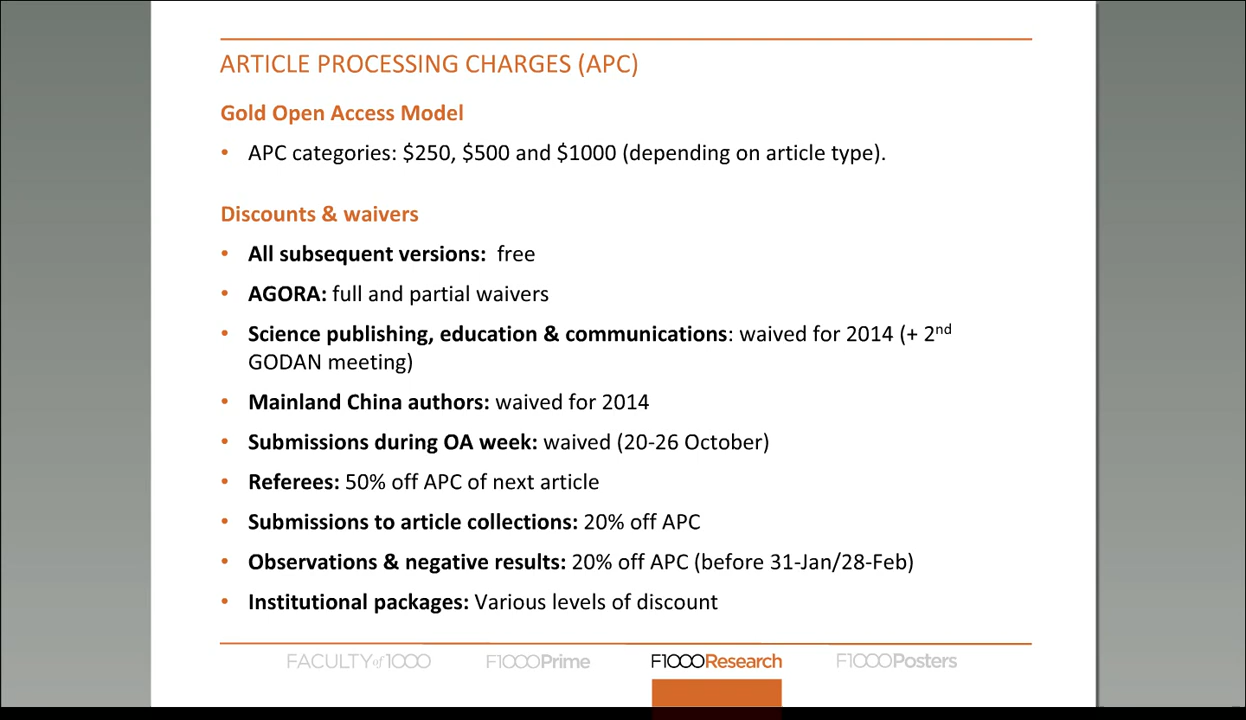 ARTICLE PROCESSING CHARGES (APC)
Gold Open Access Model
• APC categories: $250, $500 and $1000 (depending on article type).
Discounts & waivers
• All subsequent versions: free
• AGORA: full and partial waivers
• Science publishing, education & communications: waived for 2014 (+ 2nd
GODAN meeting)
• Mainland China authors: waived for 2014
• Submissions during OA week: waived (20-26 October)
• Referees: 50% off APC of next article
• Submissions to article collections: 20% off APC
• Observations & negative results: 20% off APC (before 31-Jan/28-Feb)
• Institutional packages: Various levels of discount
FACULTY of 1000 F1000Prime F1000Research F1000Posters